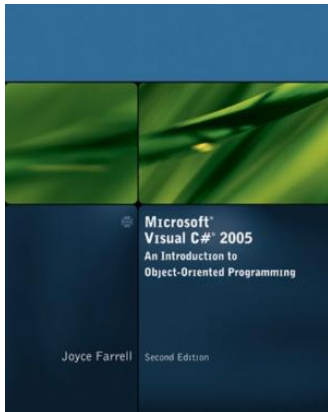 Microsoft®
Visual C#® 2005
An Introduction to
Object-Oriented Programming
Joyce Farrell
Second Edition